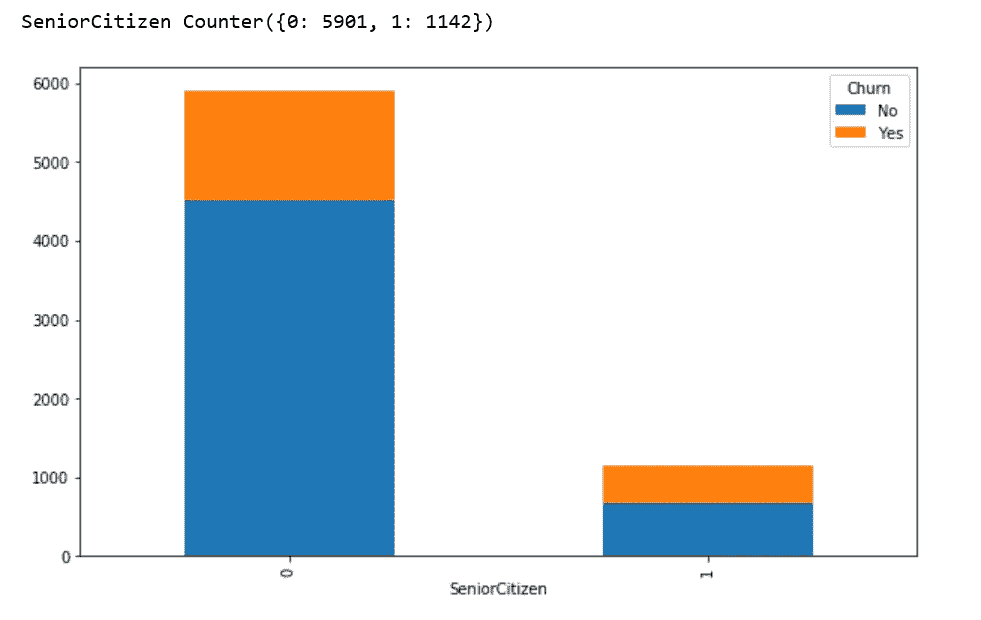 SeniorCitizen Counter({0: 5901, 1: 1142})
Churn
No
Yes
6000
5000
4000
3000
2000
1000
0
0
1
SeniorCitizen